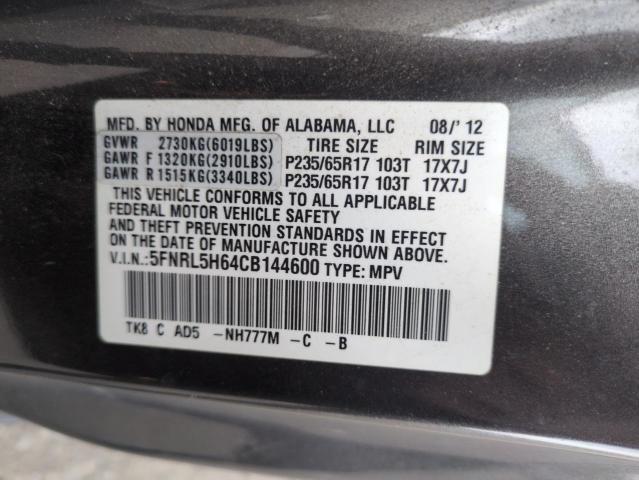 MFD. BY HONDA MFG. OF ALABAMA, LLC 08/' 12
GVWR 2730KG(6019LBS) TIRE SIZE RIM SIZE
GAWR F 1320KG(2910LBS) P235/65R17 103T 17X7J
GAWR R 1515KG(3340LBS) P235/65R17 103T 17X7J
THIS VEHICLE CONFORMS TO ALL APPLICABLE
FEDERAL MOTOR VEHICLE SAFETY
AND THEFT PREVENTION STANDARDS IN EFFECT
ON THE DATE OF MANUFACTURE SHOWN ABOVE.
V.I.N.:5FNRL5H64CB144600 TYPE: MPV
TK8 C AD5 -NH777M -C -B